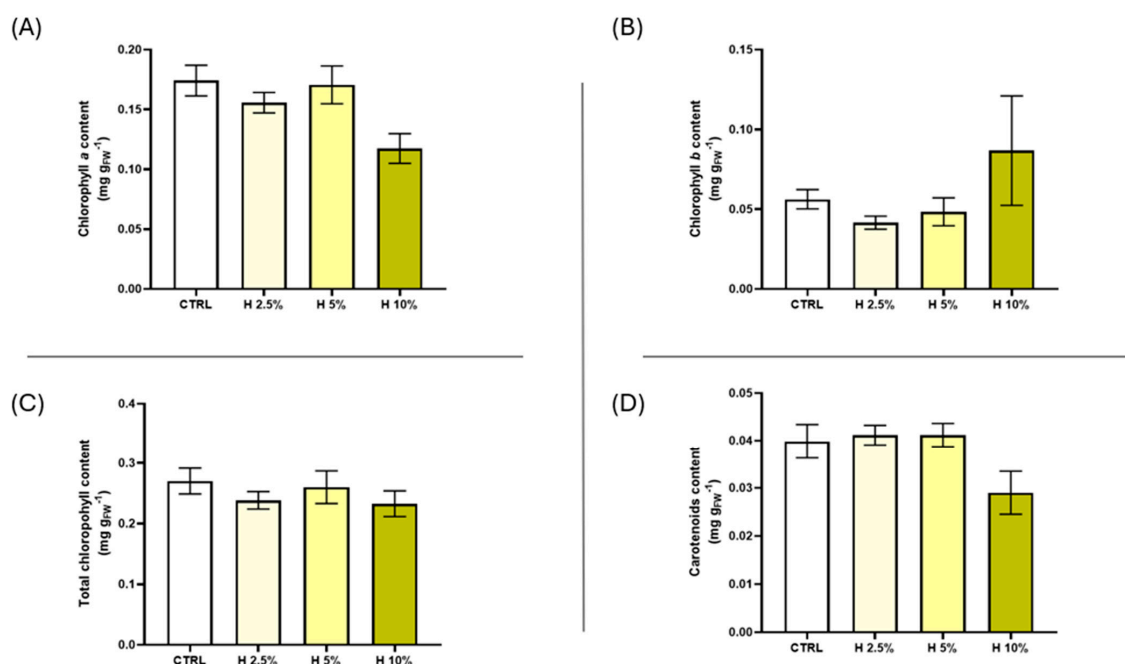 (A)
Chlorophyll a content
(mg gFW-1)
0.20
0.15
0.10
0.05
0.00
CTRL H 2.5% H 5% H 10%
(B)
Chlorophyll b content
(mg gFW-1)
0.15
0.10
0.05
0.00
CTRL H 2.5% H 5% H 10%
(C)
Total chloropohyll content
(mg gFW-1)
0.4
0.3
0.2
0.1
0.0
CTRL H 2.5% H 5% H 10%
(D)
Carotenoids content
(mg gFW-1)
0.05
0.04
0.03
0.02
0.01
0.00
CTRL H 2.5% H 5% H 10%